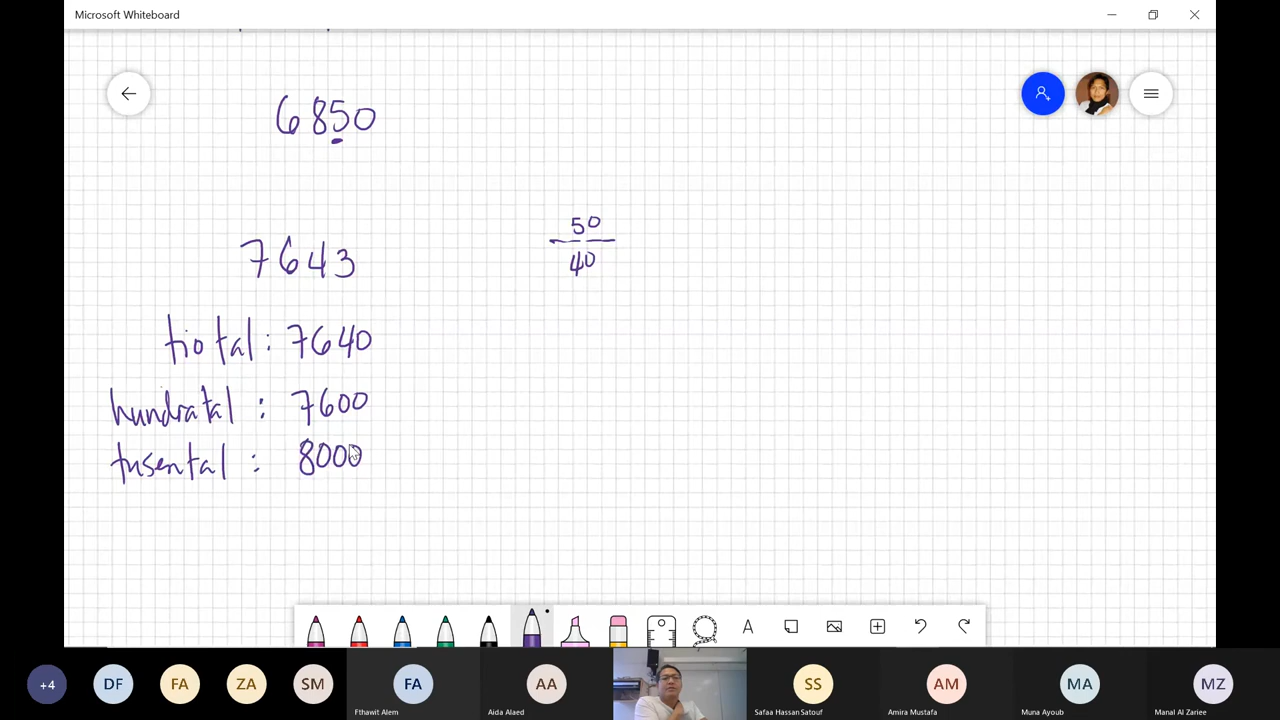 Microsoft Whiteboard
6850
7643
50
40
tiotal: 7640
hundratal: 7600
tusental: 8000
A
+4
DF
FA
ZA
SM
FA
AA
SS
AM
MA
MZ
Fthawit Alem
Aida Alaed
Safaa Hassan Satouf
Amira Mustafa
Muna Ayoub
Manal Al Zariee